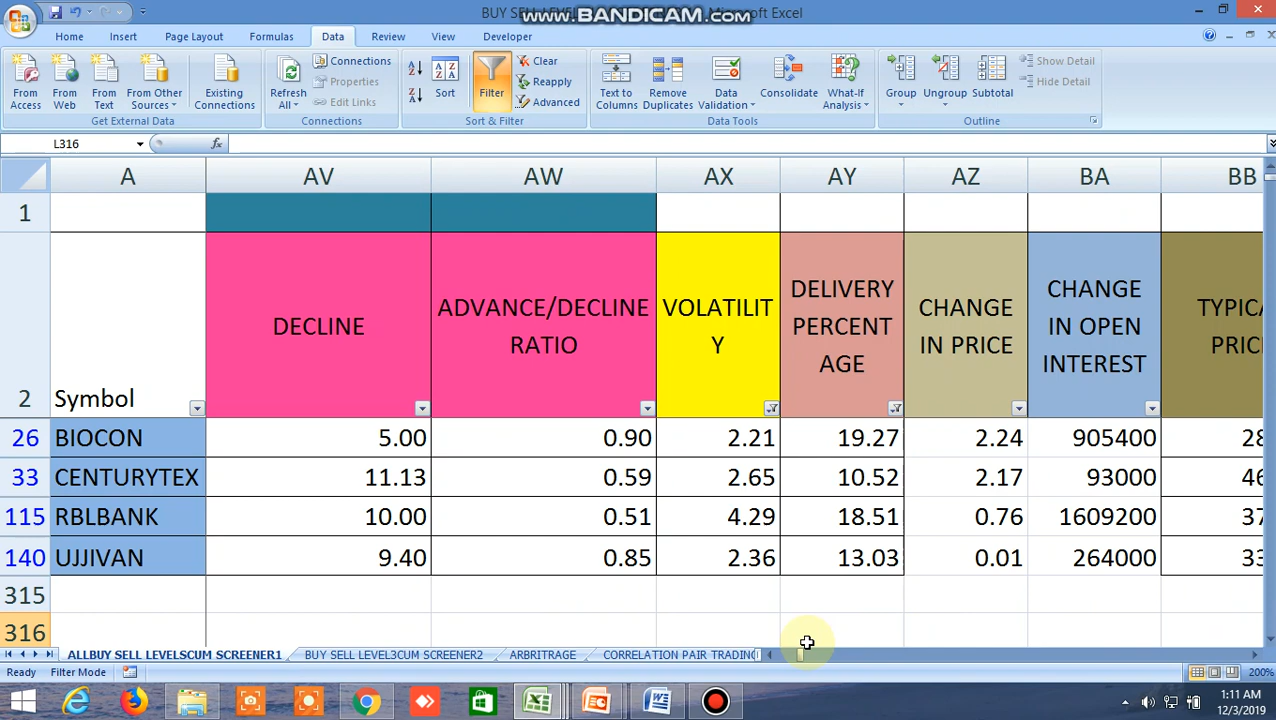 BUY SELL LEVEL
www.BANDICAM.com
Microsoft Excel
Home Insert Page Layout Formulas Data Review View Developer
From Access
From Web
From Text
From Other Sources
Existing Connections
Get External Data
Refresh All
Connections
Properties
Edit Links
Connections
Sort
Filter
Clear
Reapply
Advanced
Sort & Filter
Text to Columns
Remove Duplicates
Data Validation
Consolidate
What-If Analysis
Data Tools
Group
Ungroup
Subtotal
Show Detail
Hide Detail
Outline
L316 fx
A AV AW AX AY AZ BA BB
1
2 Symbol DECLINE ADVANCE/DECLINE RATIO VOLATILITY DELIVERY PERCENTAGE CHANGE IN PRICE CHANGE IN OPEN INTEREST
26 BIOCON 5.00 0.90 2.21 19.27 2.24 905400 28
33 CENTURYTEX 11.13 0.59 2.65 10.52 2.17 93000 46
115 RBLBANK 10.00 0.51 4.29 18.51 0.76 1609200 37
140 UJJIVAN 9.40 0.85 2.36 13.03 0.01 264000 33
315
316
ALLBUY SELL LEVELSCUM SCREENER1 BUY SELL LEVEL3CUM SCREENER2 ARBRITRAGE CORRELATION PAIR TRADING
Ready Filter Mode 200%
1:11 AM
12/3/2019